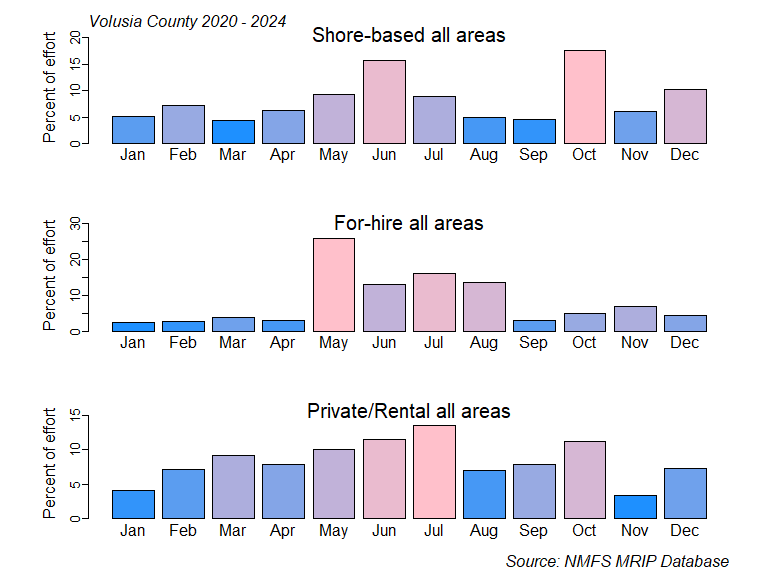 Volusia County 2020 - 2024
Shore-based all areas
Percent of effort
0 5 10 15 20
Jan Feb Mar Apr May Jun Jul Aug Sep Oct Nov Dec
For-hire all areas
Percent of effort
0 10 20 30
Jan Feb Mar Apr May Jun Jul Aug Sep Oct Nov Dec
Private/Rental all areas
Percent of effort
0 5 10 15
Jan Feb Mar Apr May Jun Jul Aug Sep Oct Nov Dec
Source: NMFS MRIP Database